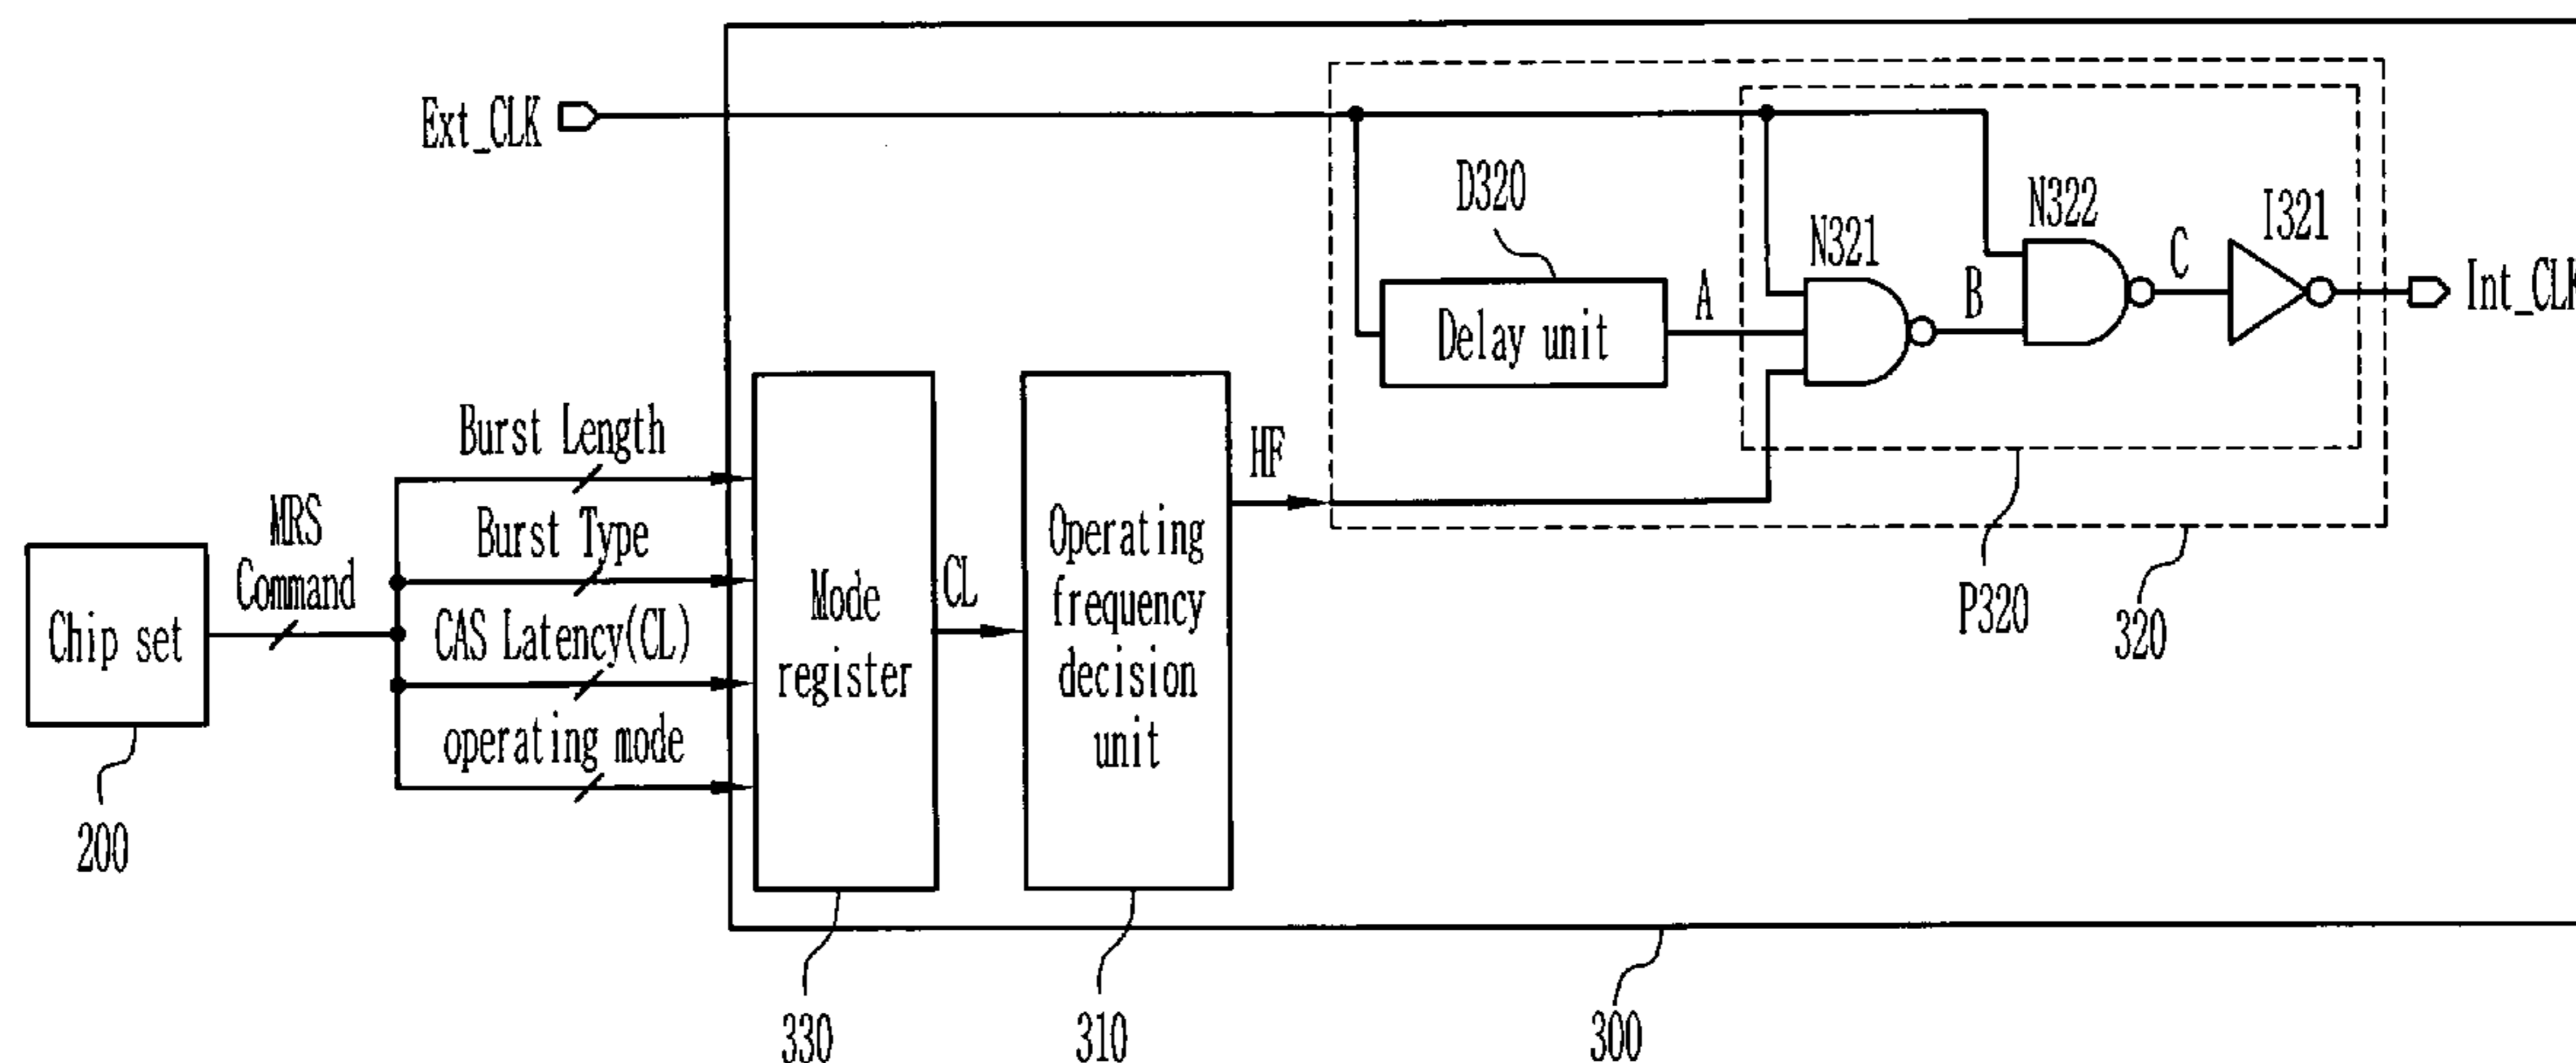 Ext_CLK
D320
N321
N322
I321
A
B
C
Int_CLK
Delay unit
Burst Length
Burst Type
CAS Latency(CL)
operating mode
MRS
Command
Chip set
200
Mode
register
CL
Operating
frequency
decision
unit
HF
P320
320
330
310
300